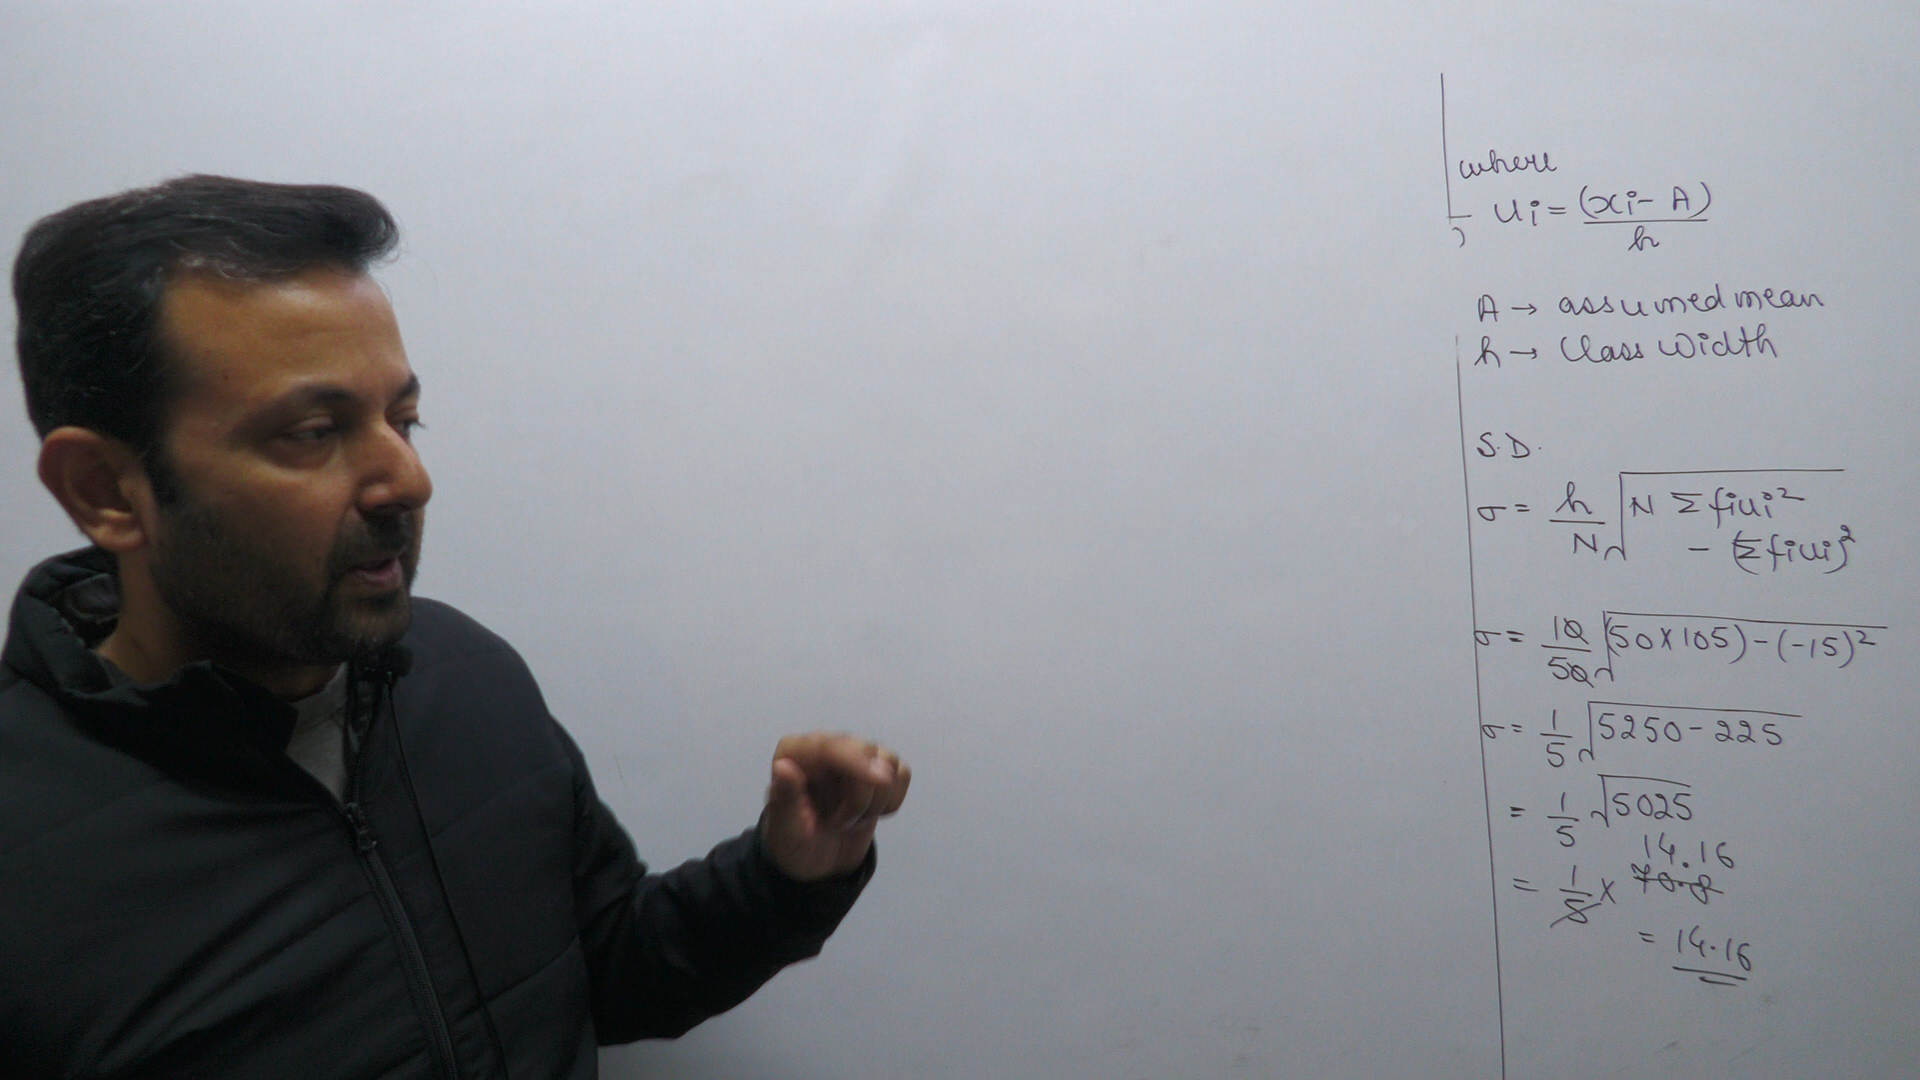 where
, ui = (xi - A) / h
A → assumed mean
h → Class Width
S.D.
σ = h/N √N Σfiui²
- (Σfiui)²
σ = 10/50 √(50×105)-(-15)²
σ = 1/5 √5250-225
= 1/5 √5025
14.16
= 1/5 × 70.8
= 14.16